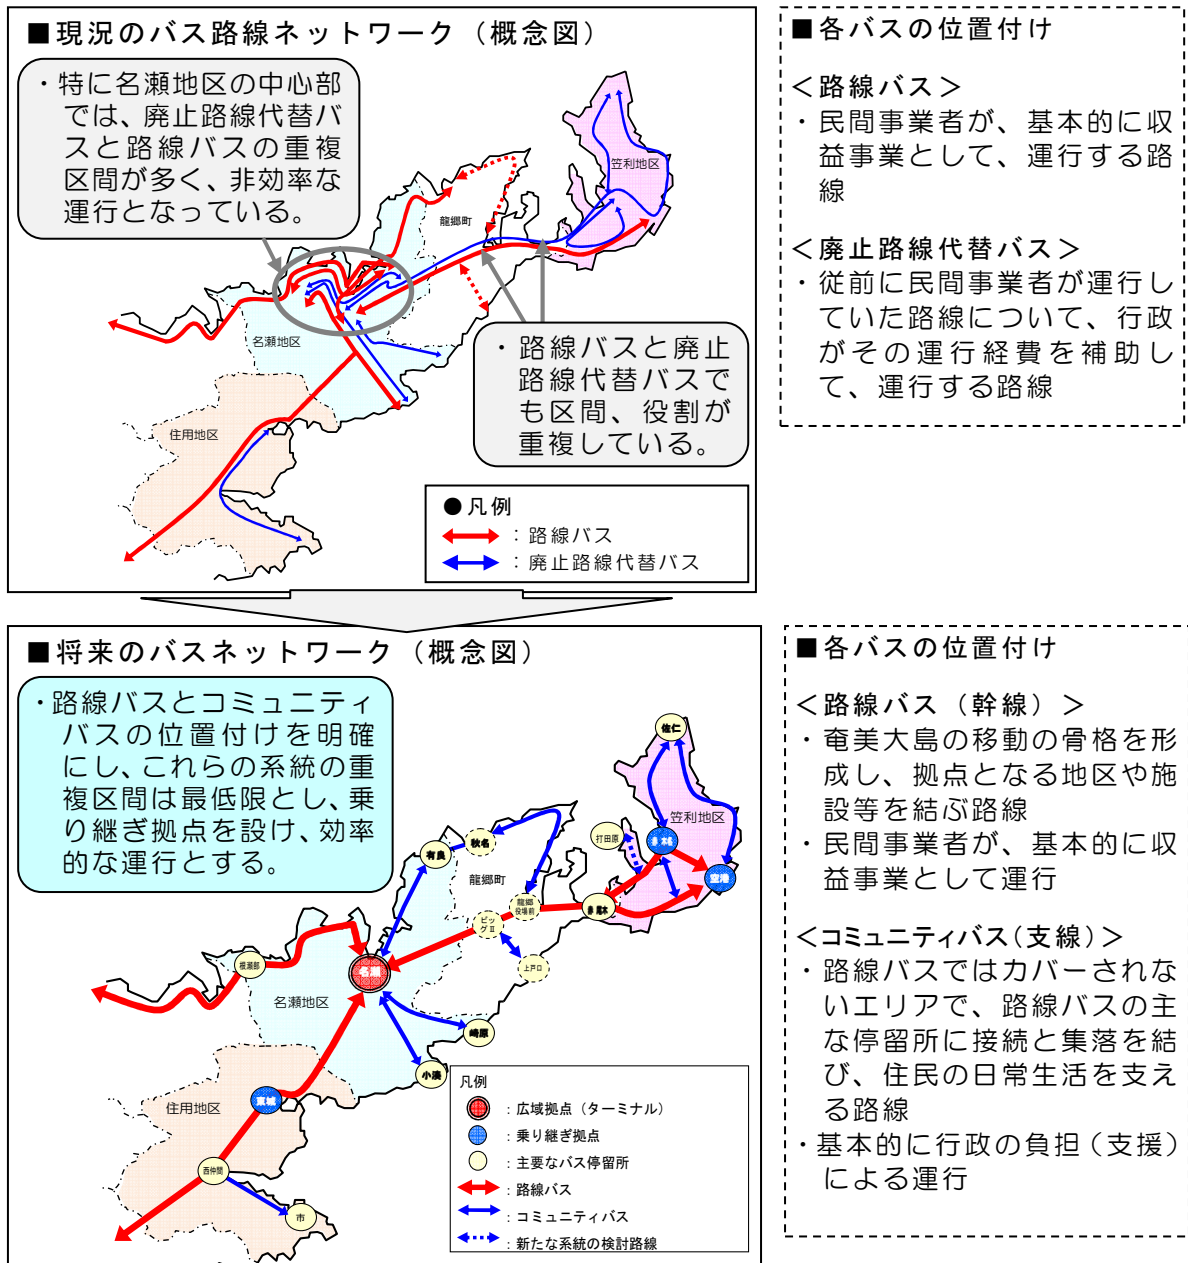 ■現況のバス路線ネットワーク（概念図）
・特に名瀬地区の中心部
では、廃止路線代替バ
スと路線バスの重複
区間が多く、非効率な
運行となっている。
笠利地区
龍郷町
名瀬地区
住用地区
・路線バスと廃止
路線代替バスで
も区間、役割が
重複している。
●凡例
：路線バス
：廃止路線代替バス
■各バスの位置付け
＜路線バス＞
・民間事業者が、基本的に収
益事業として、運行する路
線
＜廃止路線代替バス＞
・従前に民間事業者が運行し
ていた路線について、行政
がその運行経費を補助し
て、運行する路線
■将来のバスネットワーク（概念図）
・路線バスとコミュニティ
バスの位置付けを明確
にし、これらの系統の重
複区間は最低限とし、乗
り継ぎ拠点を設け、効率
的な運行とする。
佐仁
笠利地区
打田原
空港
秋名
有良
龍郷町
龍郷
役場前
ビッ
グⅡ
上戸口
根瀬部
名瀬
名瀬地区
崎原
小湊
東城
住用地区
西仲間
市
凡例
：広域拠点（ターミナル）
：乗り継ぎ拠点
：主要なバス停留所
：路線バス
：コミュニティバス
：新たな系統の検討路線
■各バスの位置付け
＜路線バス（幹線）＞
・奄美大島の移動の骨格を形
成し、拠点となる地区や施
設等を結ぶ路線
・民間事業者が、基本的に収
益事業として運行
＜コミュニティバス（支線）＞
・路線バスではカバーされな
いエリアで、路線バスの主
な停留所に接続と集落を結
び、住民の日常生活を支え
る路線
・基本的に行政の負担（支援）
による運行